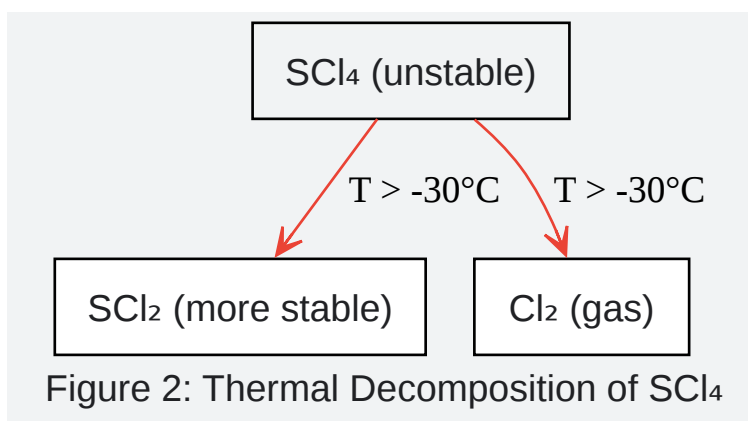 SCl₄ (unstable)
T > -30°C T > -30°C
SCl₂ (more stable)
Cl₂ (gas)
Figure 2: Thermal Decomposition of SCl₄